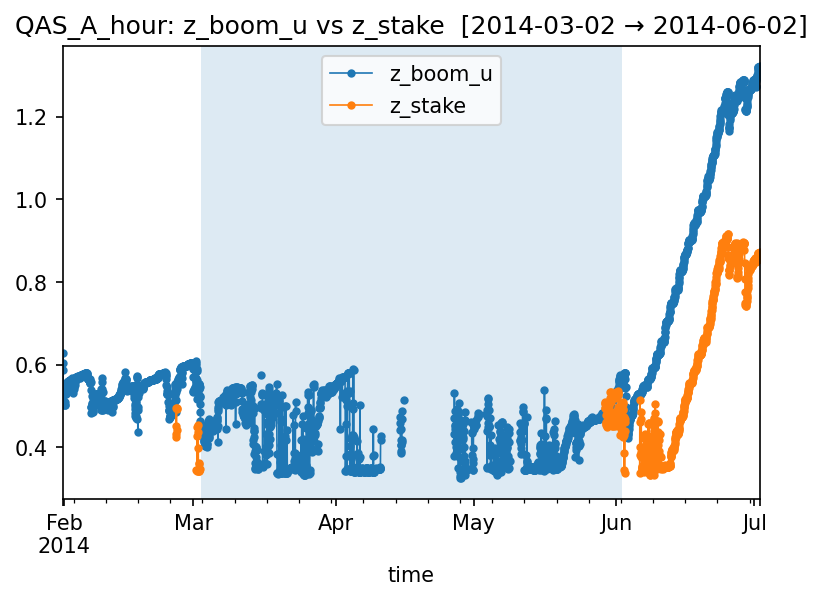 QAS_A_hour: z_boom_u vs z_stake [2014-03-02 → 2014-06-02]
z_boom_u
z_stake
1.2
1.0
0.8
0.6
0.4
Feb
2014
Mar
Apr
May
Jun
Jul
time